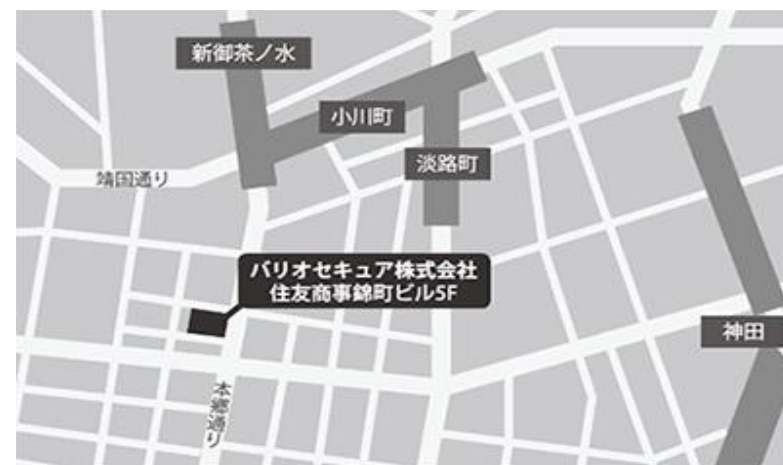 新御茶ノ水
小川町
淡路町
靖国通り
バリオセキュア株式会社
住友商事錦町ビル5F
神田
本郷通り